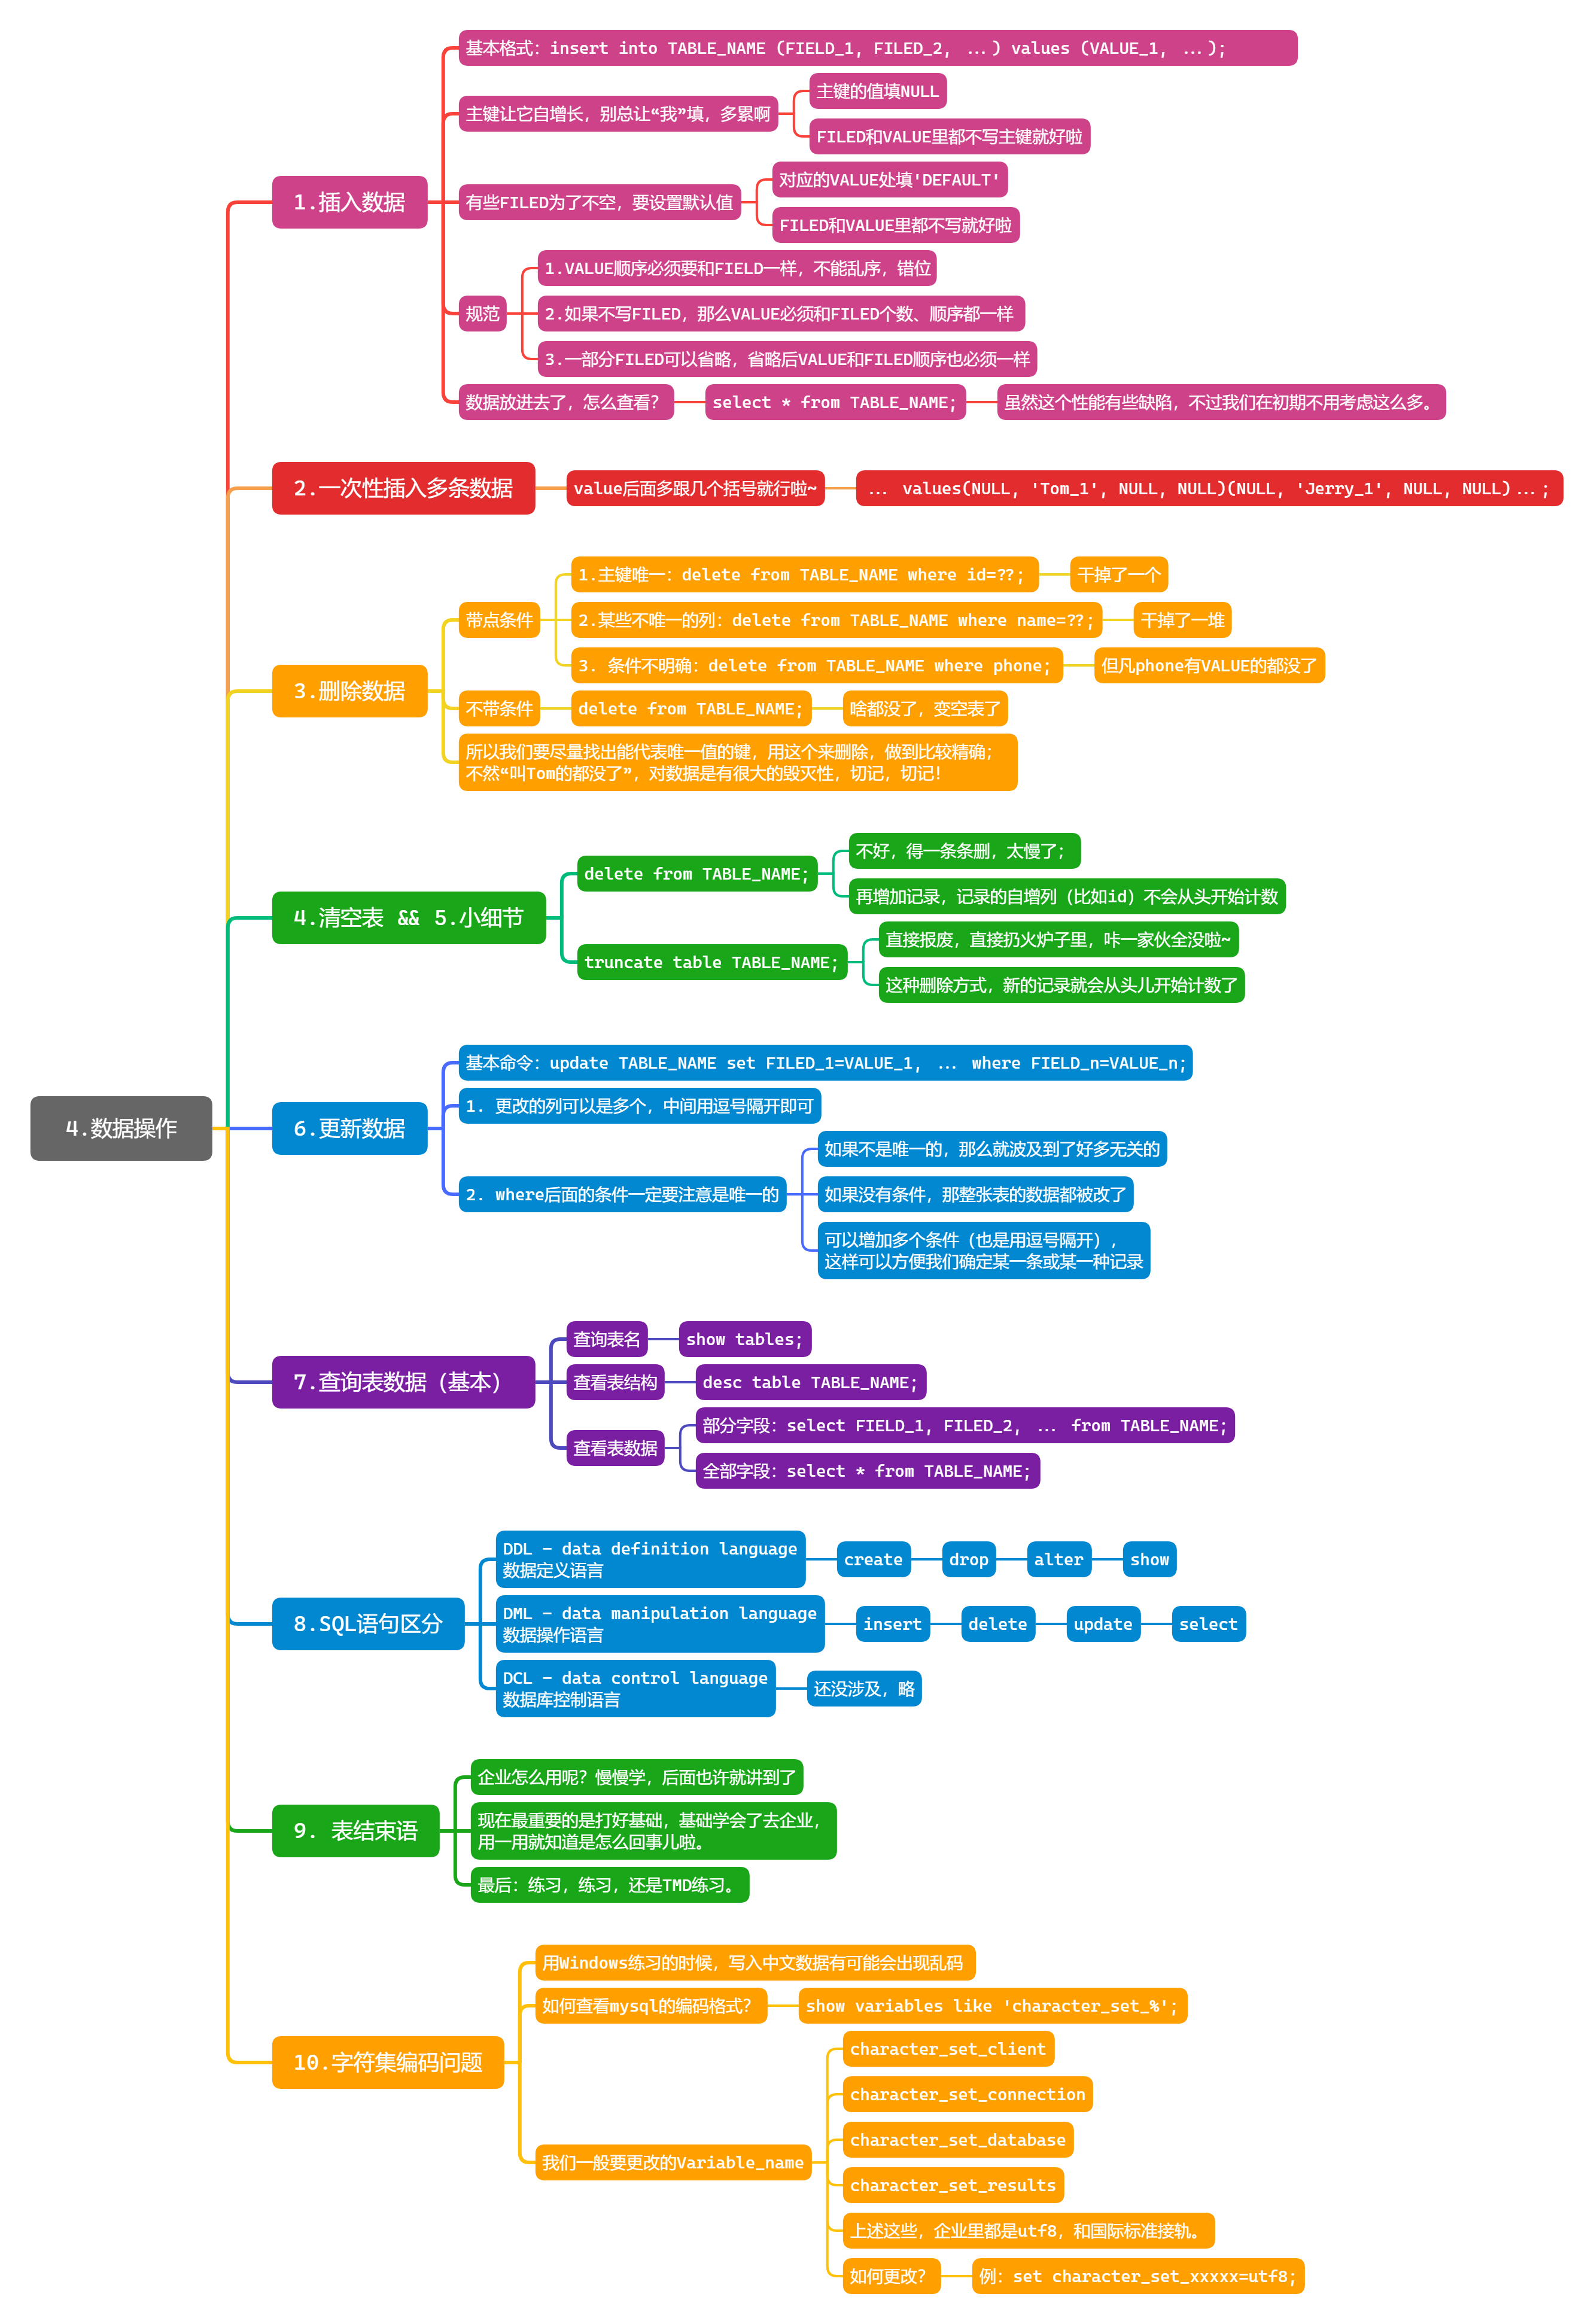 4.数据操作
1.插入数据
基本格式：insert into TABLE_NAME (FIELD_1, FILED_2, ...) values (VALUE_1, ...);
主键让它自增长，别总让“我”填，多累啊
主键的值填NULL
FILED和VALUE里都不写主键就好啦
有些FILED为了不空，要设置默认值
对应的VALUE处填'DEFAULT'
FILED和VALUE里都不写就好啦
规范
1.VALUE顺序必须要和FIELD一样，不能乱序，错位
2.如果不写FILED，那么VALUE必须和FILED个数、顺序都一样
3.一部分FILED可以省略，省略后VALUE和FILED顺序也必须一样
数据放进去了，怎么查看？
select * from TABLE_NAME;
虽然这个性能有些缺陷，不过我们在初期不用考虑这么多。
2.一次性插入多条数据
value后面多跟几个括号就行啦~
... values(NULL, 'Tom_1', NULL, NULL)(NULL, 'Jerry_1', NULL, NULL)...;
3.删除数据
带点条件
1.主键唯一：delete from TABLE_NAME where id=??;
干掉了一个
2.某些不唯一的列：delete from TABLE_NAME where name=??;
干掉了一堆
3. 条件不明确：delete from TABLE_NAME where phone;
但凡phone有VALUE的都没了
不带条件
delete from TABLE_NAME;
啥都没了，变空表了
所以我们要尽量找出能代表唯一值的键，用这个来删除，做到比较精确；
不然“叫Tom的都没了”，对数据是有很大的毁灭性，切记，切记！
4.清空表 && 5.小细节
delete from TABLE_NAME;
不好，得一条条删，太慢了；
再增加记录，记录的自增列（比如id）不会从头开始计数
truncate table TABLE_NAME;
直接报废，直接扔火炉子里，咔一家伙全没啦~
这种删除方式，新的记录就会从头儿开始计数了
6.更新数据
基本命令：update TABLE_NAME set FILED_1=VALUE_1, ... where FIELD_n=VALUE_n;
1. 更改的列可以是多个，中间用逗号隔开即可
2. where后面的条件一定要注意是唯一的
如果不是唯一的，那么就波及到了好多无关的
如果没有条件，那整张表的数据都被改了
可以增加多个条件（也是用逗号隔开），
这样可以方便我们确定某一条或某一种记录
7.查询表数据（基本）
查询表名
show tables;
查看表结构
desc table TABLE_NAME;
查看表数据
部分字段：select FIELD_1, FILED_2, ... from TABLE_NAME;
全部字段：select * from TABLE_NAME;
8.SQL语句区分
DDL - data definition language
数据定义语言
create
drop
alter
show
DML - data manipulation language
数据操作语言
insert
delete
update
select
DCL - data control language
数据库控制语言
还没涉及，略
9. 表结束语
企业怎么用呢？慢慢学，后面也许就讲到了
现在最重要的是打好基础，基础学会了去企业，
用一用就知道是怎么回事儿啦。
最后：练习，练习，还是TMD练习。
10.字符集编码问题
用Windows练习的时候，写入中文数据有可能会出现乱码
如何查看mysql的编码格式？
show variables like 'character_set_%';
我们一般要更改的Variable_name
character_set_client
character_set_connection
character_set_database
character_set_results
上述这些，企业里都是utf8，和国际标准接轨。
如何更改？
例：set character_set_xxxxx=utf8;